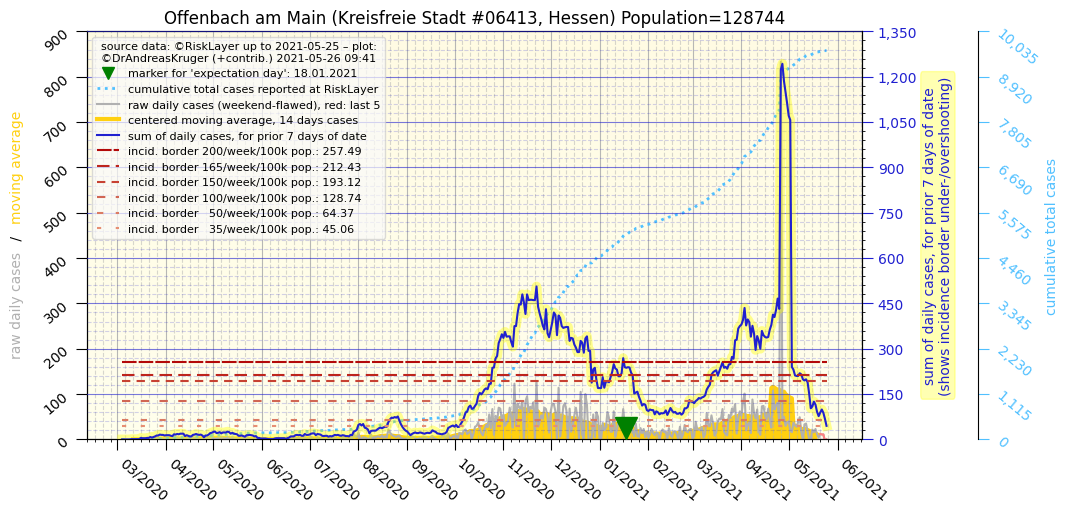 Offenbach am Main (Kreisfreie Stadt #06413, Hessen) Population=128744
source data: ©RiskLayer up to 2021-05-25 – plot:
©DrAndreasKruger (+contrib.) 2021-05-26 09:41
marker for 'expectation day': 18.01.2021
cumulative total cases reported at RiskLayer
raw daily cases (weekend-flawed), red: last 5
centered moving average, 14 days cases
sum of daily cases, for prior 7 days of date
incid. border 200/week/100k pop.: 257.49
incid. border 165/week/100k pop.: 212.43
incid. border 150/week/100k pop.: 193.12
incid. border 100/week/100k pop.: 128.74
incid. border 50/week/100k pop.: 64.37
incid. border 35/week/100k pop.: 45.06
raw daily cases / moving average
900
800
700
600
500
400
300
200
100
0
03/2020
04/2020
05/2020
06/2020
07/2020
08/2020
09/2020
10/2020
11/2020
12/2020
01/2021
02/2021
03/2021
04/2021
05/2021
06/2021
1,350
1,200
1,050
900
750
600
450
300
150
0
sum of daily cases, for prior 7 days of date
(shows incidence border under-/overshooting)
10,035
8,920
7,805
6,690
5,575
4,460
3,345
2,230
1,115
0
cumulative total cases